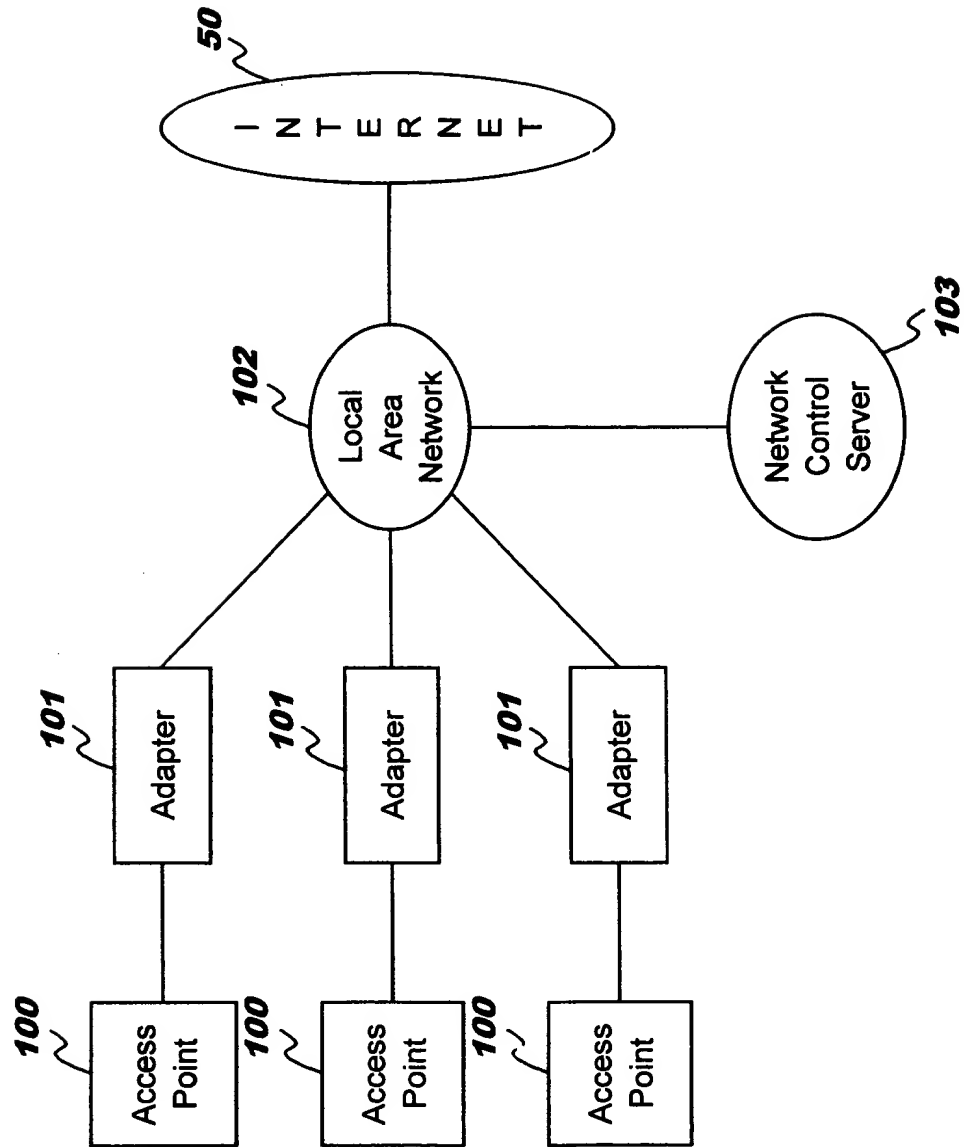 100
Access
Point
101
Adapter
100
Access
Point
101
Adapter
100
Access
Point
101
Adapter
102
Local
Area
Network
103
Network
Control
Server
50
INTERNET